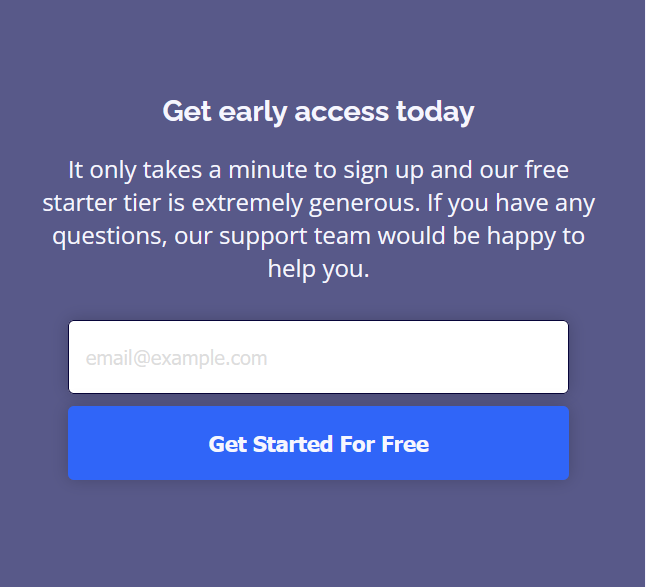 Get early access today
It only takes a minute to sign up and our free
starter tier is extremely generous. If you have any
questions, our support team would be happy to
help you.
email@example.com
Get Started For Free